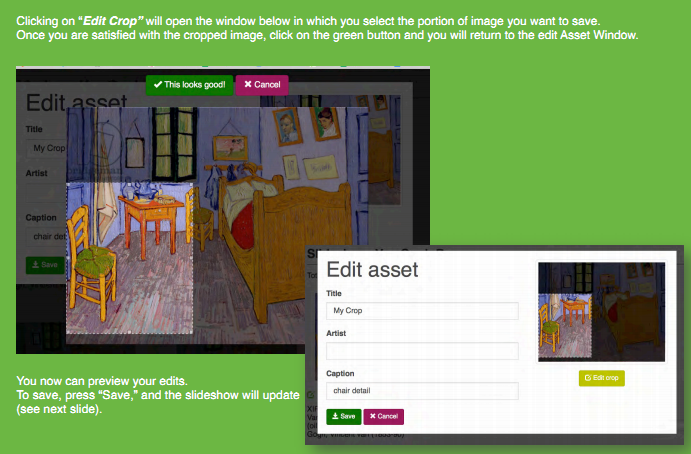 Clicking on “Edit Crop” will open the window below in which you select the portion of image you want to save.
Once you are satisfied with the cropped image, click on the green button and you will return to the edit Asset Window.
This looks good!
Cancel
Edit asset
Title
My Crop
Artist
Caption
chair det
Save
Edit asset
Title
My Crop
Artist
Caption
chair detail
Save
Cancel
Edit crop
You now can preview your edits.
To save, press “Save,” and the slideshow will update
(see next slide).